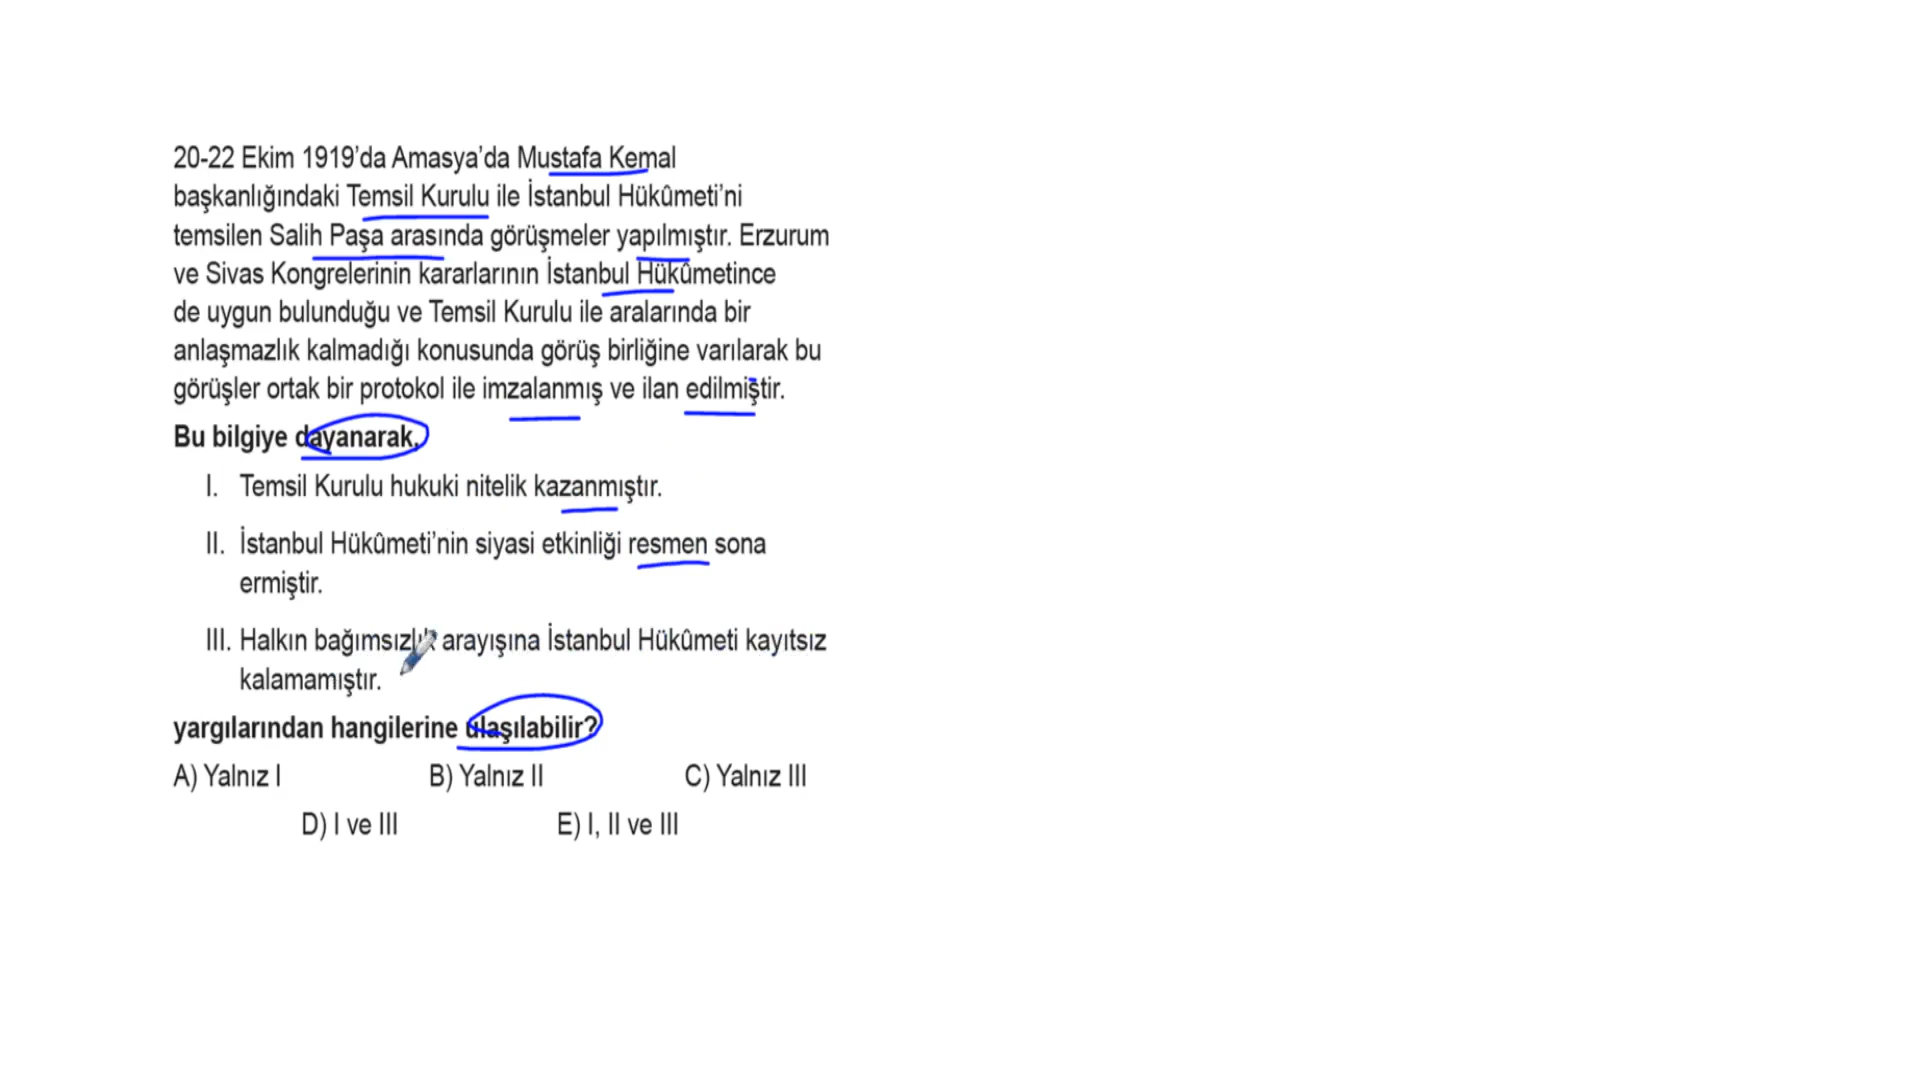 20-22 Ekim 1919’da Amasya’da Mustafa Kemal
başkanlığındaki Temsil Kurulu ile İstanbul Hükûmeti’ni
temsilen Salih Paşa arasında görüşmeler yapılmıştır. Erzurum
ve Sivas Kongrelerinin kararlarının İstanbul Hükûmetince
de uygun bulunduğu ve Temsil Kurulu ile aralarında bir
anlaşmazlık kalmadığı konusunda görüş birliğine varılarak bu
görüşler ortak bir protokol ile imzalanmış ve ilan edilmiştir.
Bu bilgiye dayanarak,
I. Temsil Kurulu hukuki nitelik kazanmıştır.
II. İstanbul Hükûmeti’nin siyasi etkinliği resmen sona
ermiştir.
III. Halkın bağımsızlık arayışına İstanbul Hükûmeti kayıtsız
kalamamıştır.
yargılarından hangilerine ulaşılabilir?
A) Yalnız I B) Yalnız II C) Yalnız III
D) I ve III E) I, II ve III